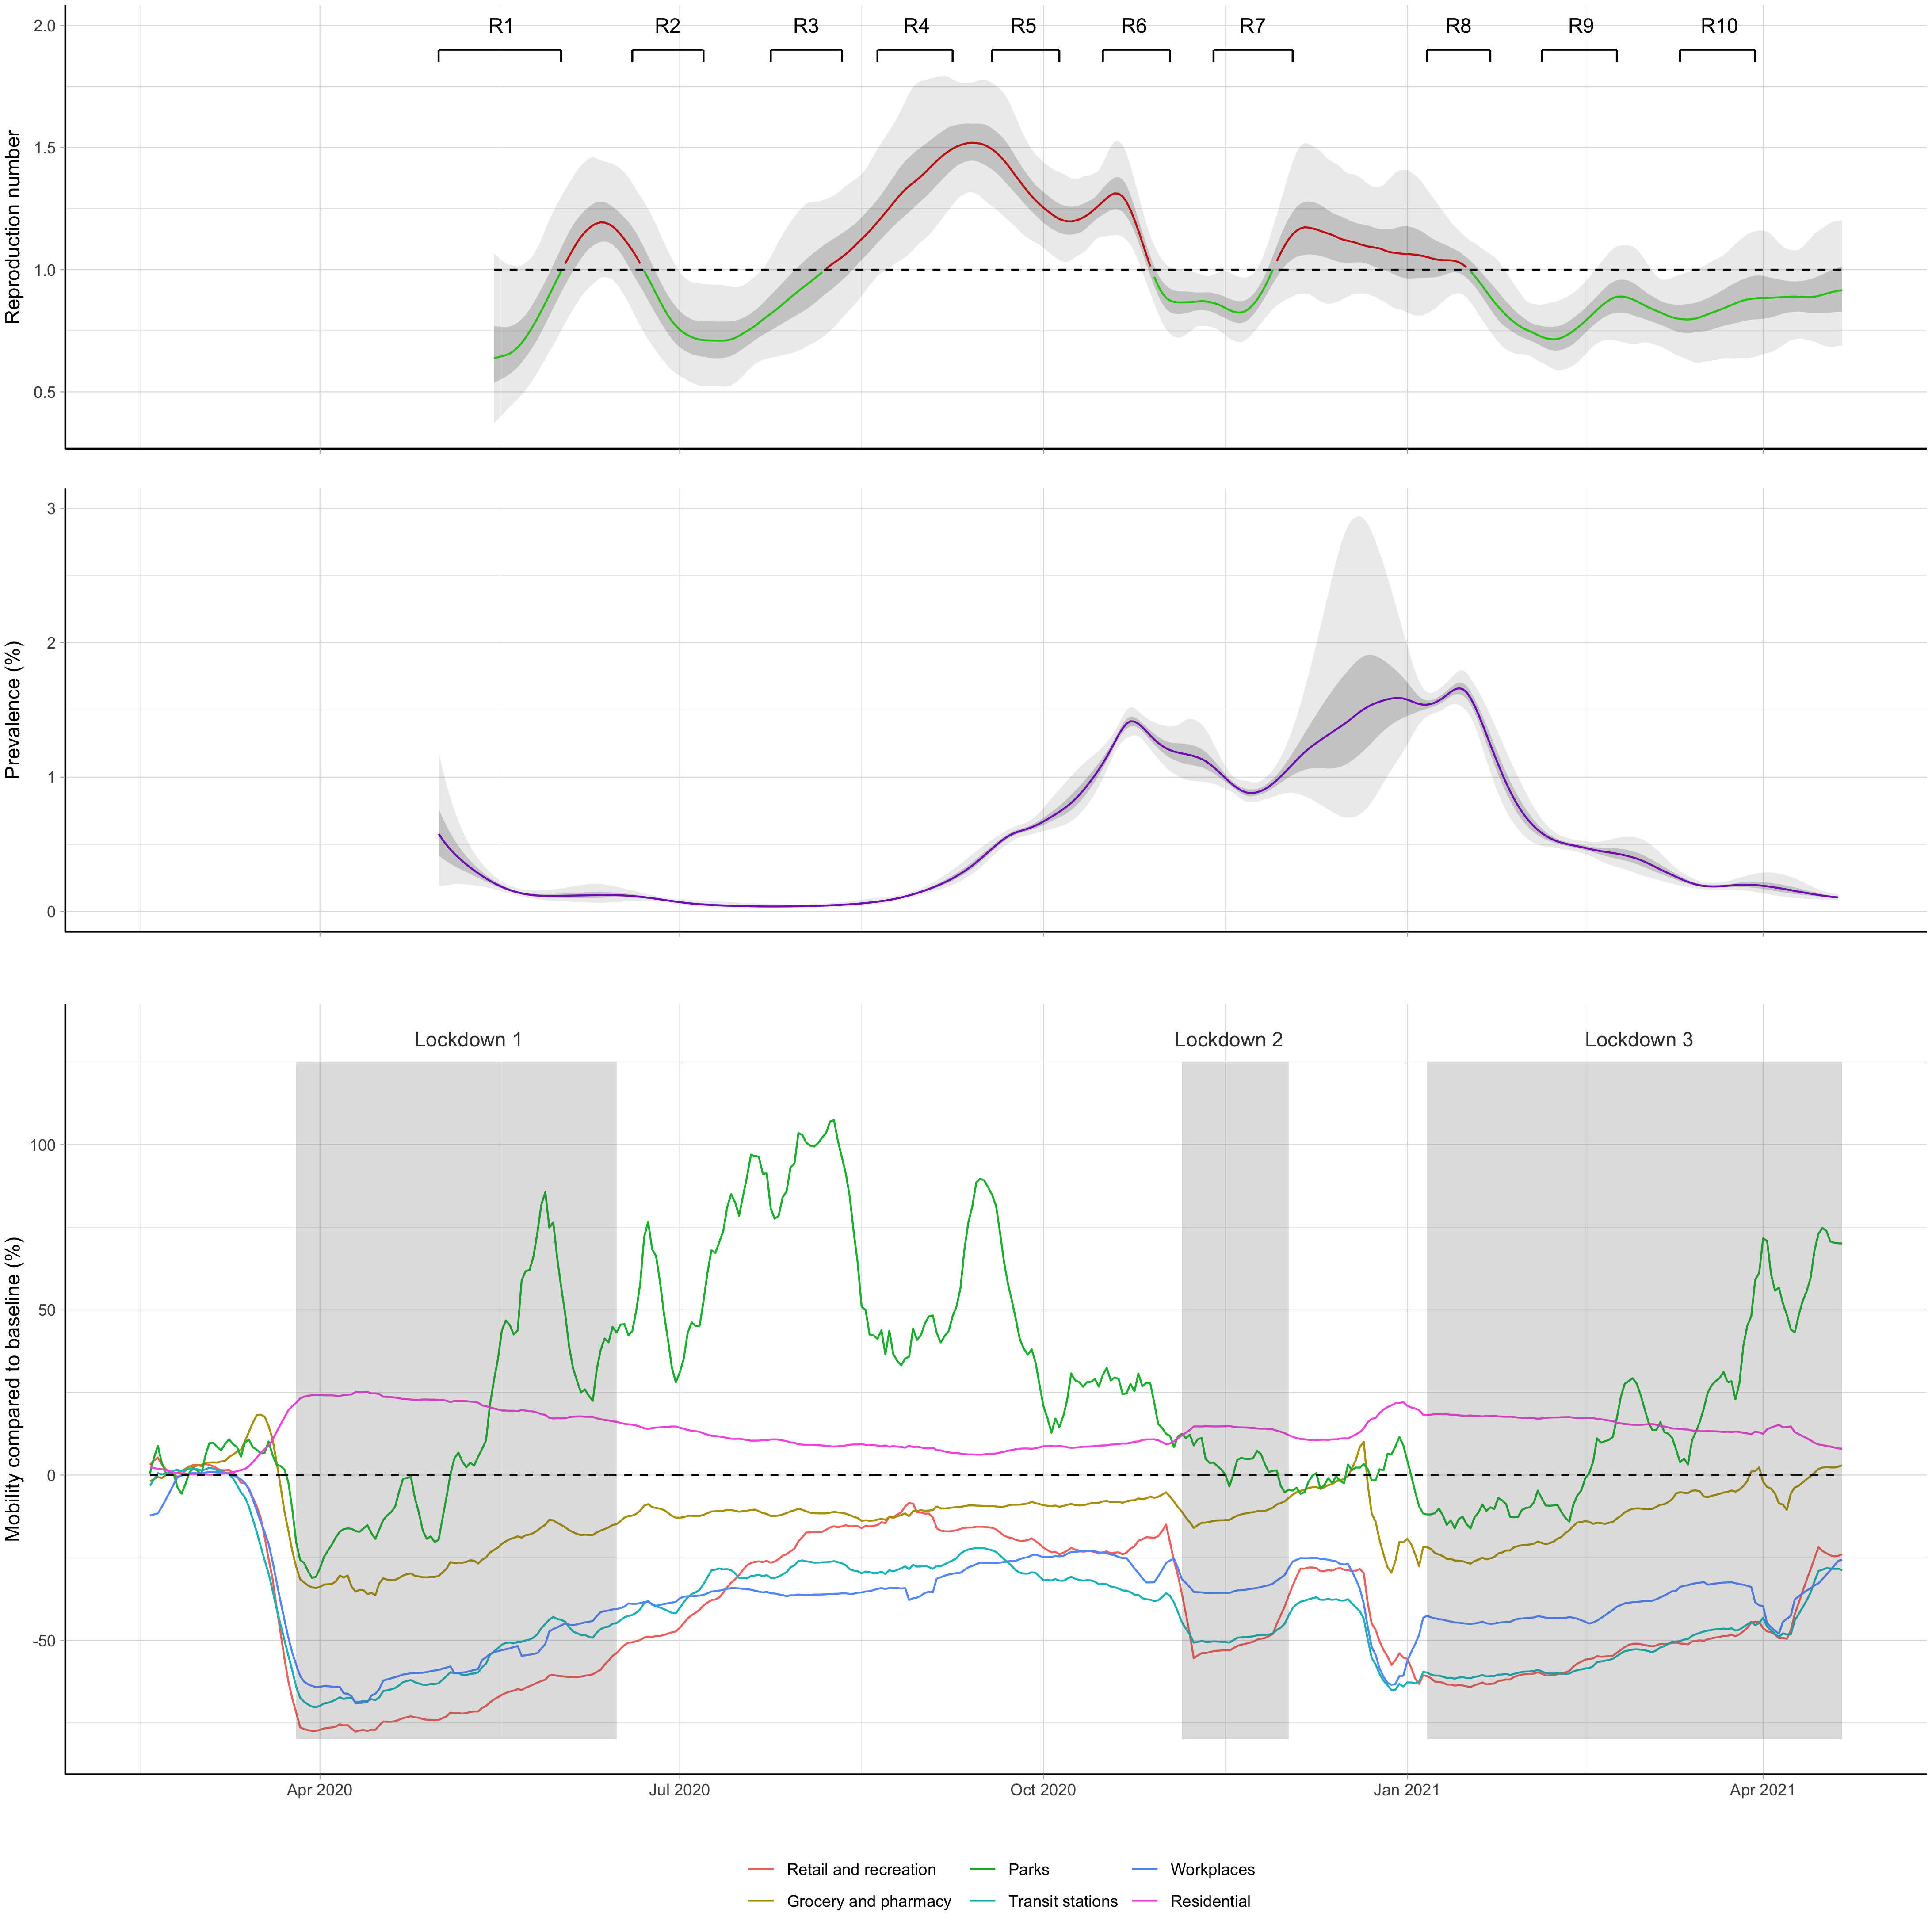 R1 R2 R3 R4 R5 R6 R7 R8 R9 R10
2.0
1.5
1.0
0.5
Reproduction number
3
2
1
0
Prevalence (%)
Lockdown 1 Lockdown 2 Lockdown 3
100
50
0
-50
Mobility compared to baseline (%)
Apr 2020 Jul 2020 Oct 2020 Jan 2021 Apr 2021
Retail and recreation Parks Workplaces
Grocery and pharmacy Transit stations Residential